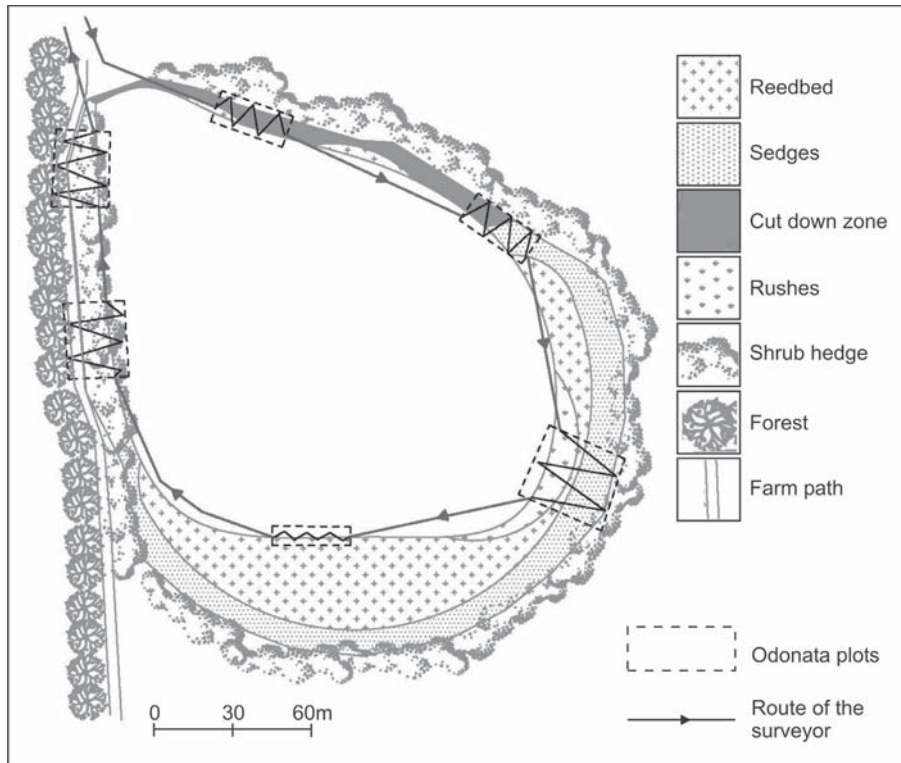 Reedbed
Sedges
Cut down zone
Rushes
Shrub hedge
Forest
Farm path
Odonata plots
Route of the
surveyor
0 30 60m